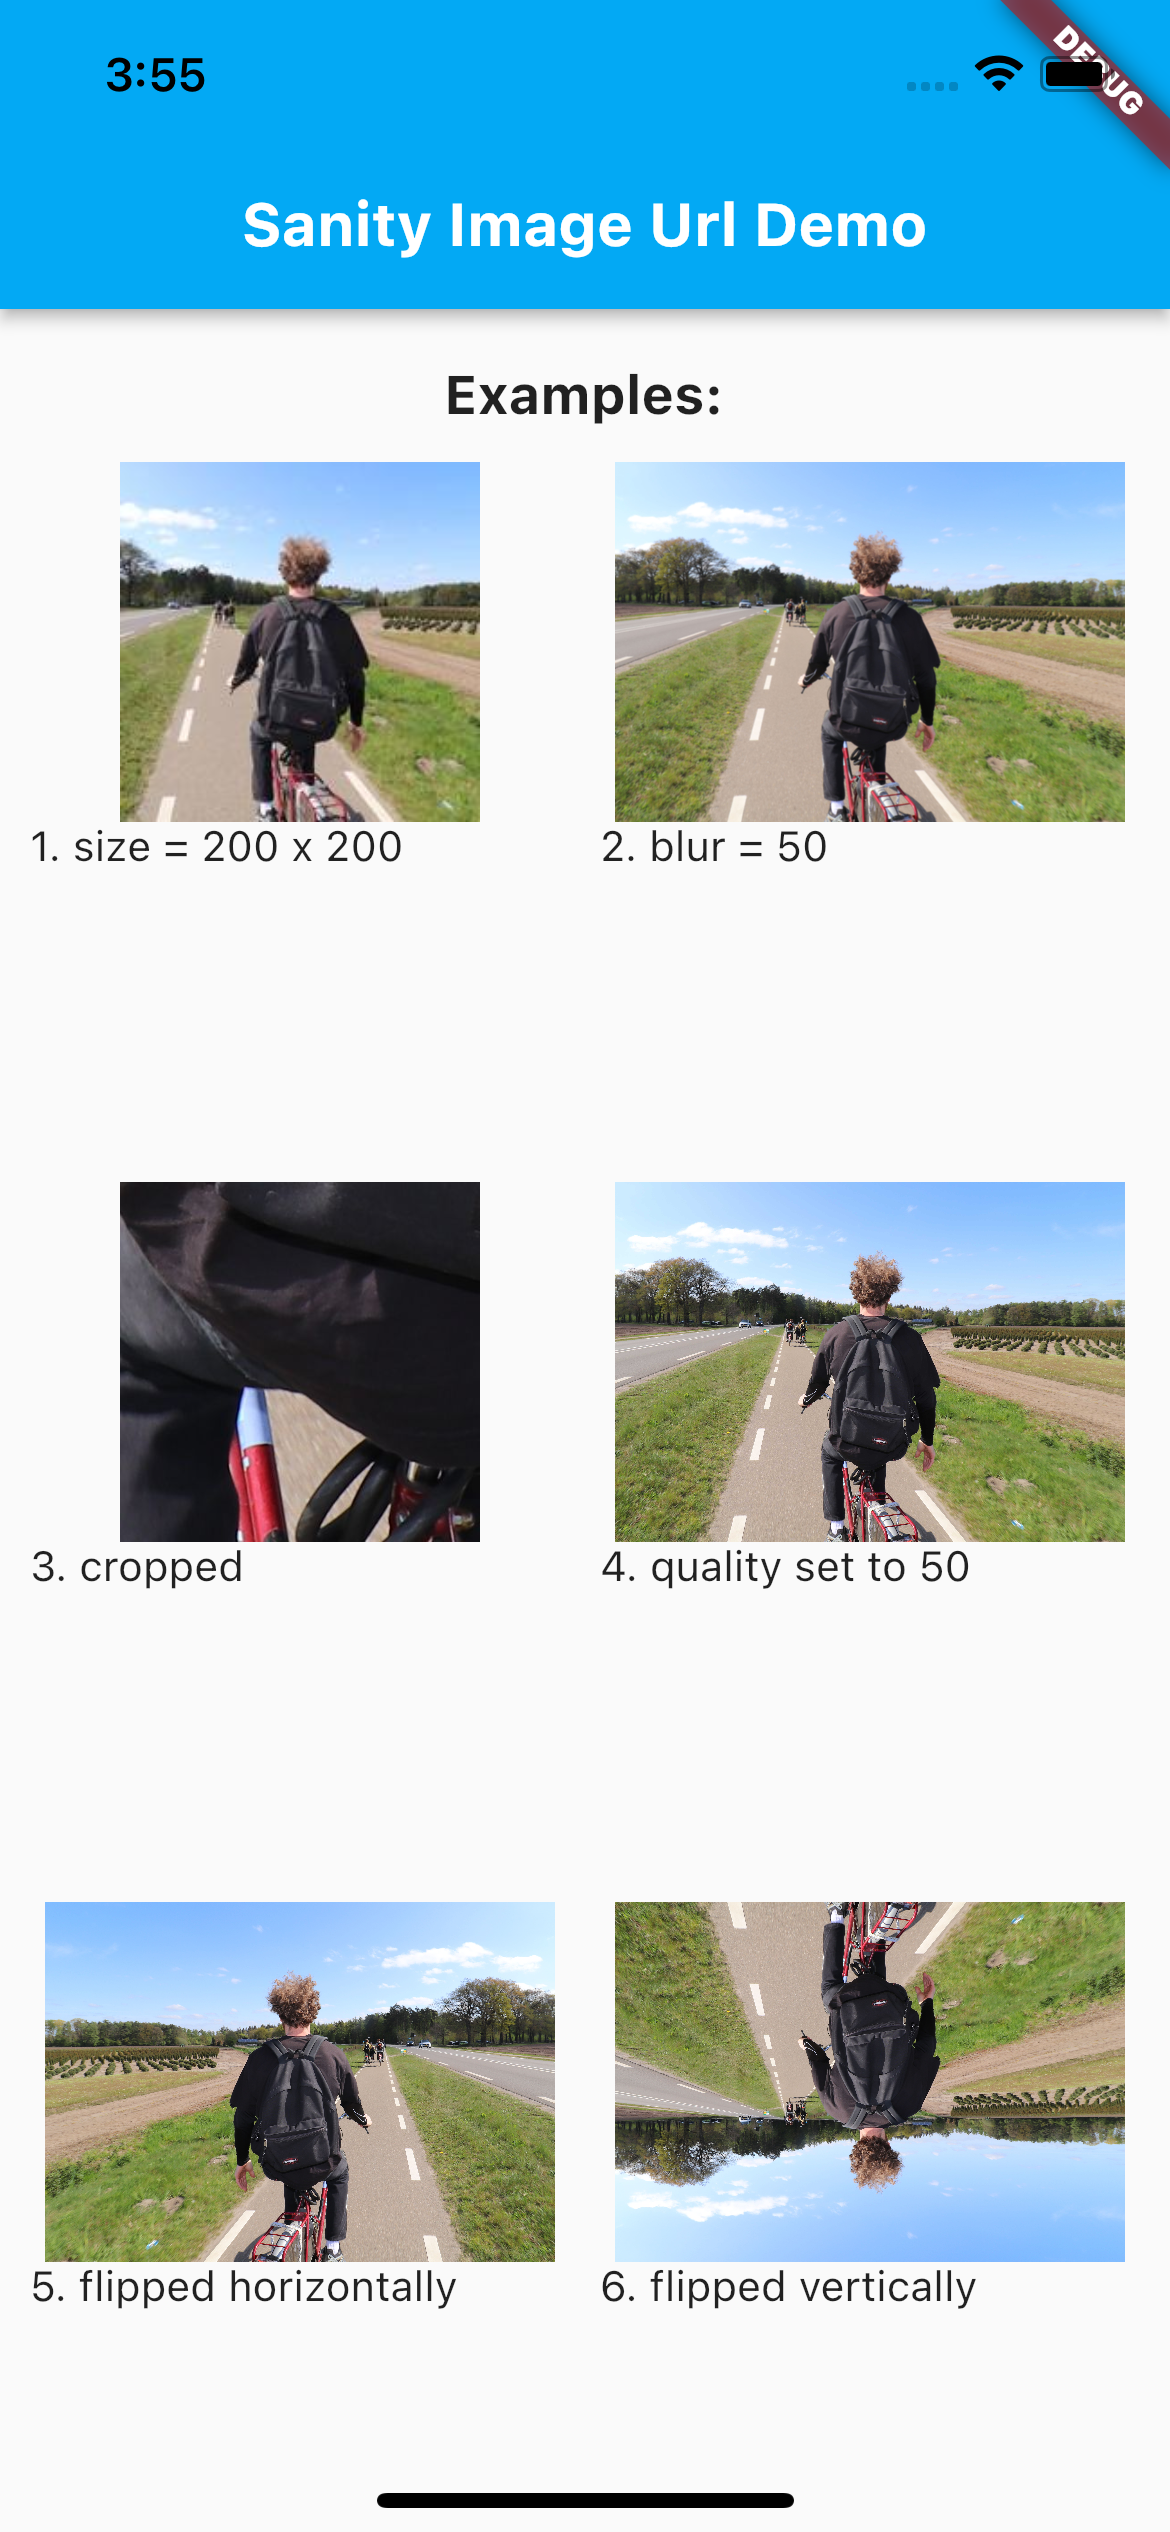 3:55
DEBUG
Sanity Image Url Demo
Examples:
1. size = 200 x 200
2. blur = 50
3. cropped
4. quality set to 50
5. flipped horizontally
6. flipped vertically